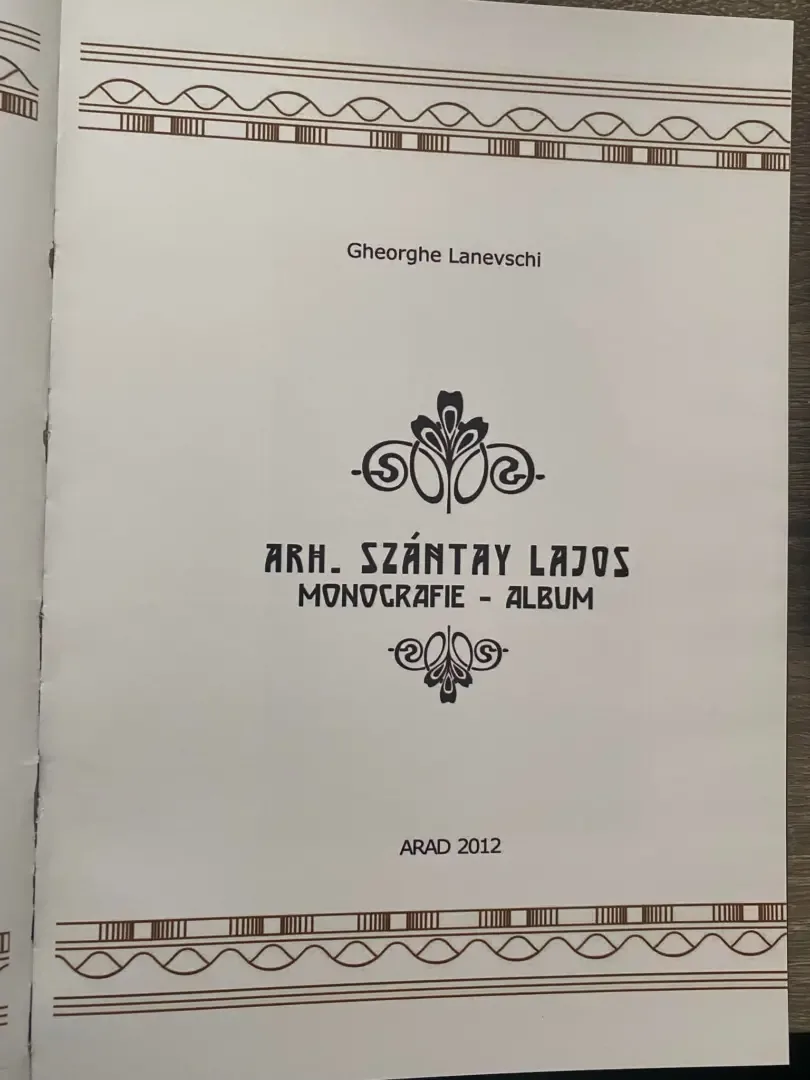 Gheorghe Lanevschi
ARH. SZÁNTAY LAJOS
MONOGRAFIE - ALBUM
ARAD 2012